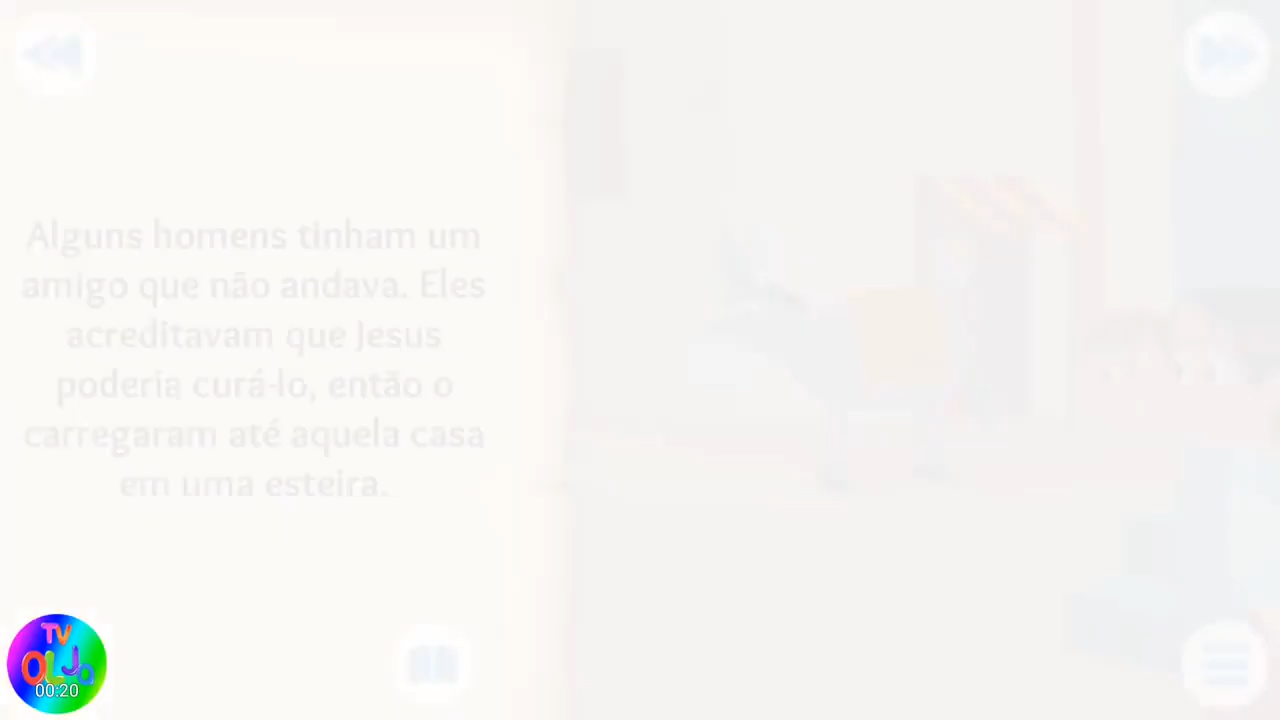 Alguns homens tinham um
amigo que não andava. Eles
acreditavam que Jesus
poderia curá-lo, então o
carregaram até aquela casa
em uma esteira.
TV
OLJa
00:20